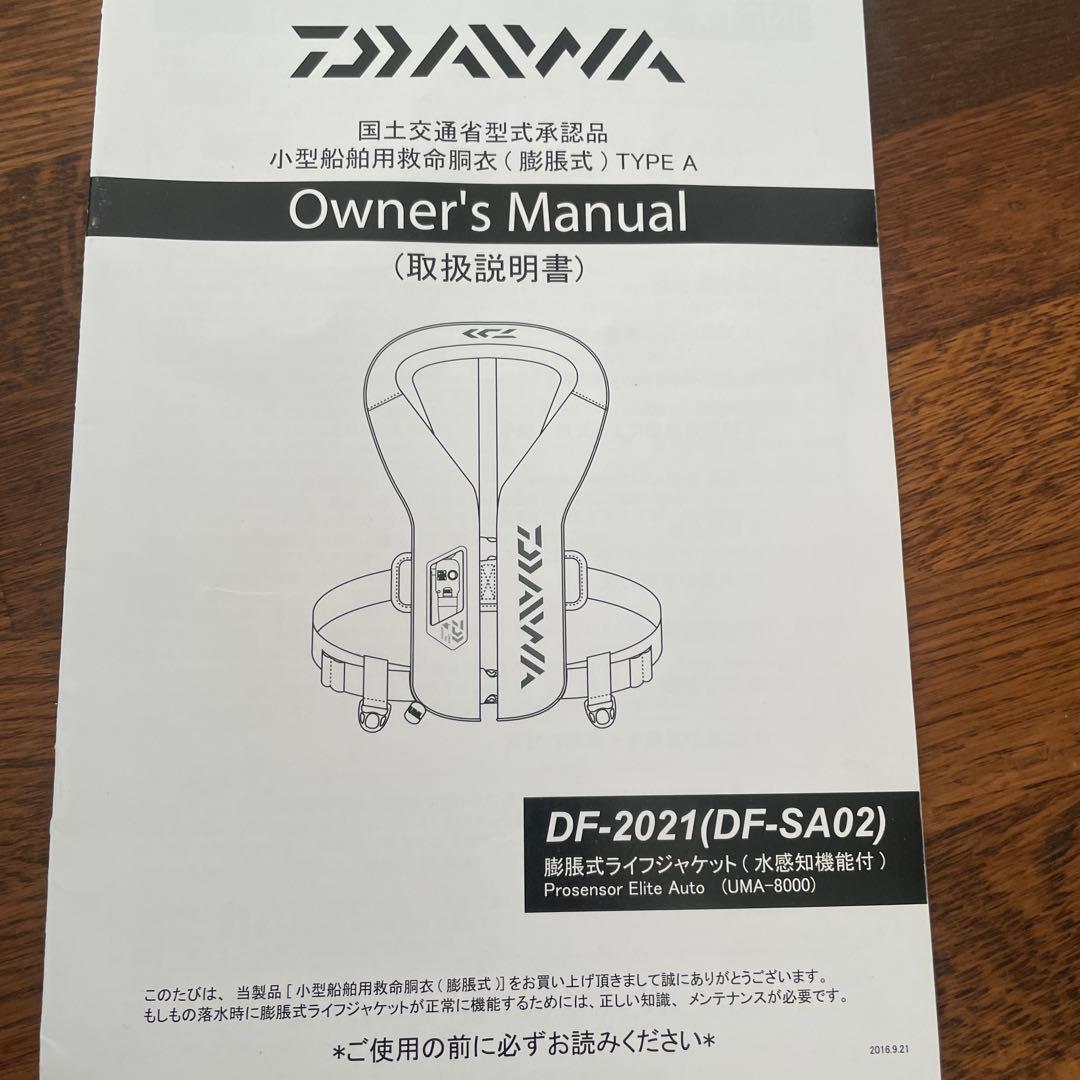 DAIWA
国土交通省型式承認品
小型船舶用救命胴衣(膨脹式)TYPE A
Owner's Manual
(取扱説明書)
DAIWA
DF-2021(DF-SA02)
膨脹式ライフジャケット(水感知機能付)
Prosensor Elite Auto (UMA-8000)
このたびは、当製品[小型船舶用救命胴衣(膨脹式)]をお買い上げ頂きまして誠にありがとうございます。
もしもの落水時に膨脹式ライフジャケットが正常に機能するためには、正しい知識、メンテナンスが必要です。
*ご使用の前に必ずお読みください*
2016.9.21